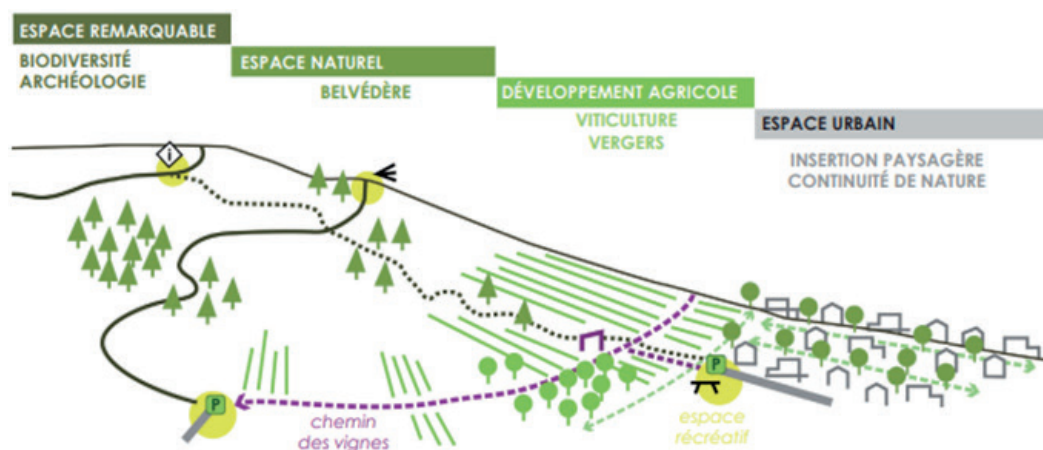 ESPACE REMARQUABLE
BIODIVERSITÉ
ARCHÉOLOGIE
ESPACE NATUREL
BELVÉDÈRE
DÉVELOPPEMENT AGRICOLE
VITICULTURE
VERGERS
ESPACE URBAIN
INSERTION PAYSAGÈRE
CONTINUITÉ DE NATURE
i
P
P
chemin
des vignes
espace
récréatif